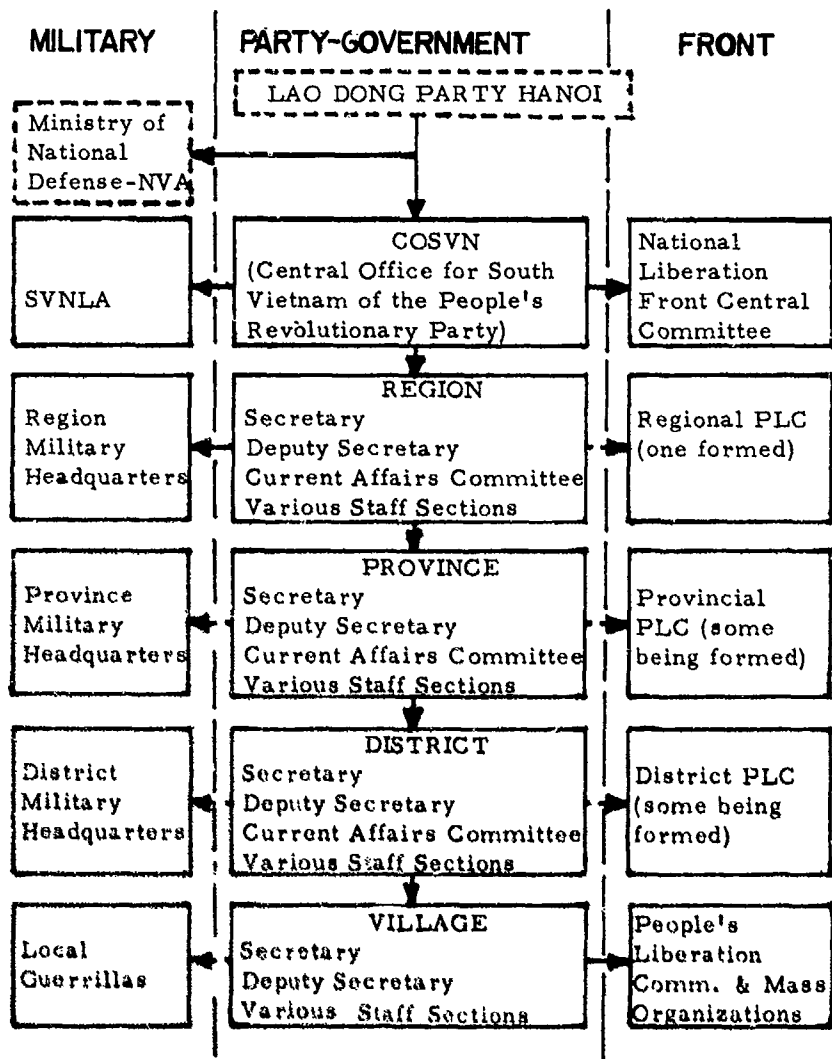 MILITARY
PARTY-GOVERNMENT
FRONT
LAO DONG PARTY HANOI
Ministry of
National
Defense-NVA
SVNLA
COSVN
(Central Office for South
Vietnam of the People's
Revolutionary Party)
National
Liberation
Front Central
Committee
Region
Military
Headquarters
REGION
Secretary
Deputy Secretary
Current Affairs Committee
Various Staff Sections
Regional PLC
(one formed)
Province
Military
Headquarters
PROVINCE
Secretary
Deputy Secretary
Current Affairs Committee
Various Staff Sections
Provincial
PLC (some
being formed)
District
Military
Headquarters
DISTRICT
Secretary
Deputy Secretary
Current Affairs Committee
Various Staff Sections
District PLC
(some being
formed)
Local
Guerrillas
VILLAGE
Secretary
Deputy Secretary
Various Staff Sections
People's
Liberation
Comm. & Mass
Organizations